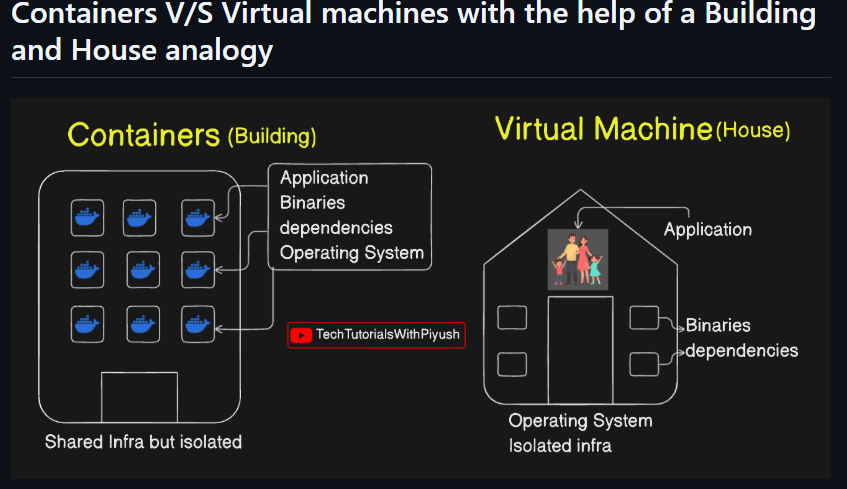 Containers V/S Virtual machines with the help of a Building
and House analogy
Containers (Building)
Application
Binaries
dependencies
Operating System
TechTutorialsWithPiyush
Shared Infra but isolated
Virtual Machine(House)
Application
Binaries
dependencies
Operating System
Isolated infra